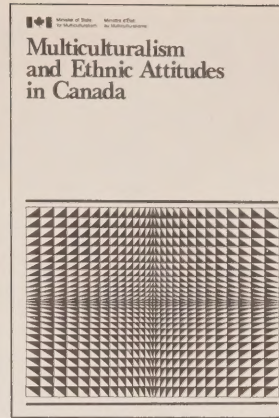 Minister of State Ministre d'État
for Multiculturalism au Multiculturalisme
Multiculturalism
and Ethnic Attitudes
in Canada